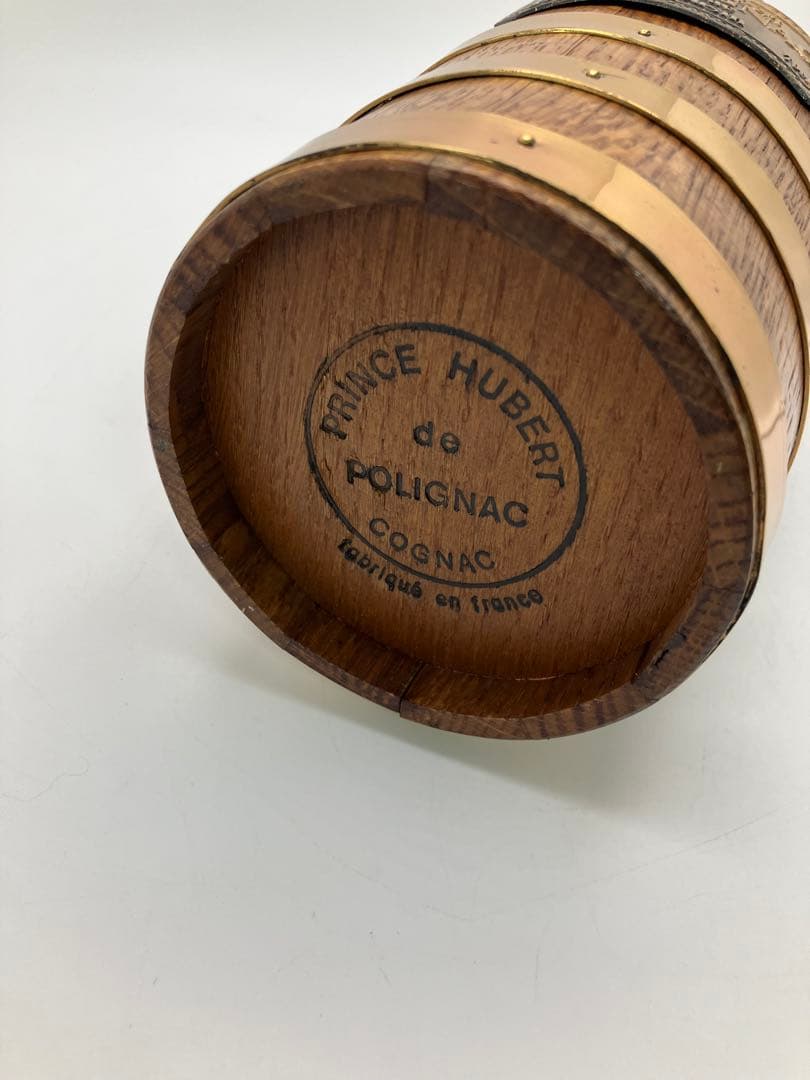 PRINCE HUBERT
de
POLIGNAC
COGNAC
fabriqué en france